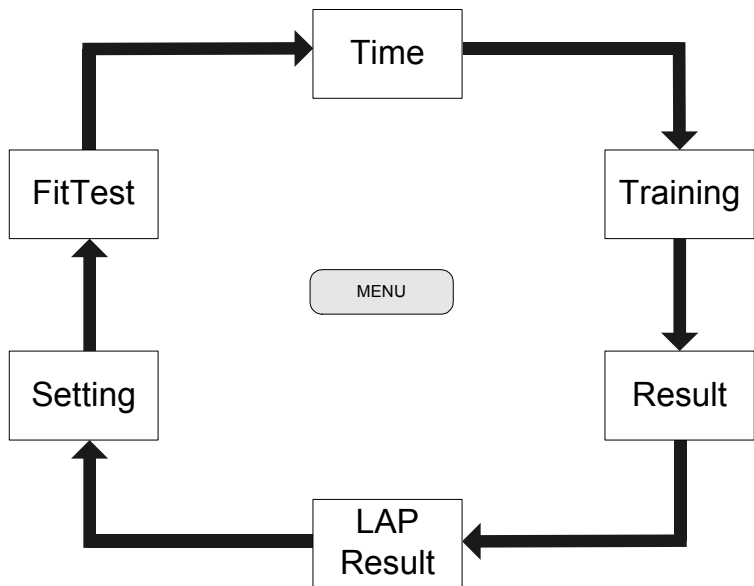 Time
FitTest
Training
MENU
Setting
Result
LAP
Result